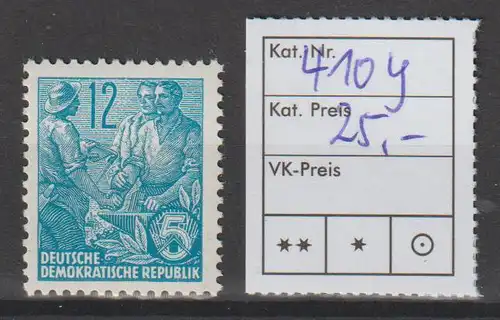 12
5
DEUTSCHE
DEMOKRATISCHE REPUBLIK
Kat. Nr.
410 y
Kat. Preis
25,-
VK-Preis